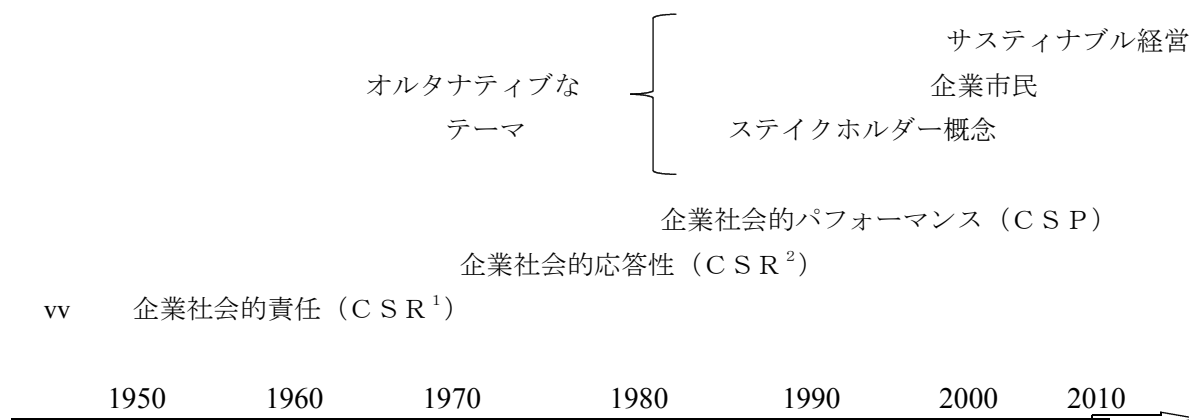 サスティナブル経営
オルタナティブな 企業市民
テーマ ステイクホルダー概念
企業社会的パフォーマンス（ＣＳＰ）
企業社会的応答性（ＣＳＲ²）
vv 企業社会的責任（ＣＳＲ¹）
1950 1960 1970 1980 1990 2000 2010